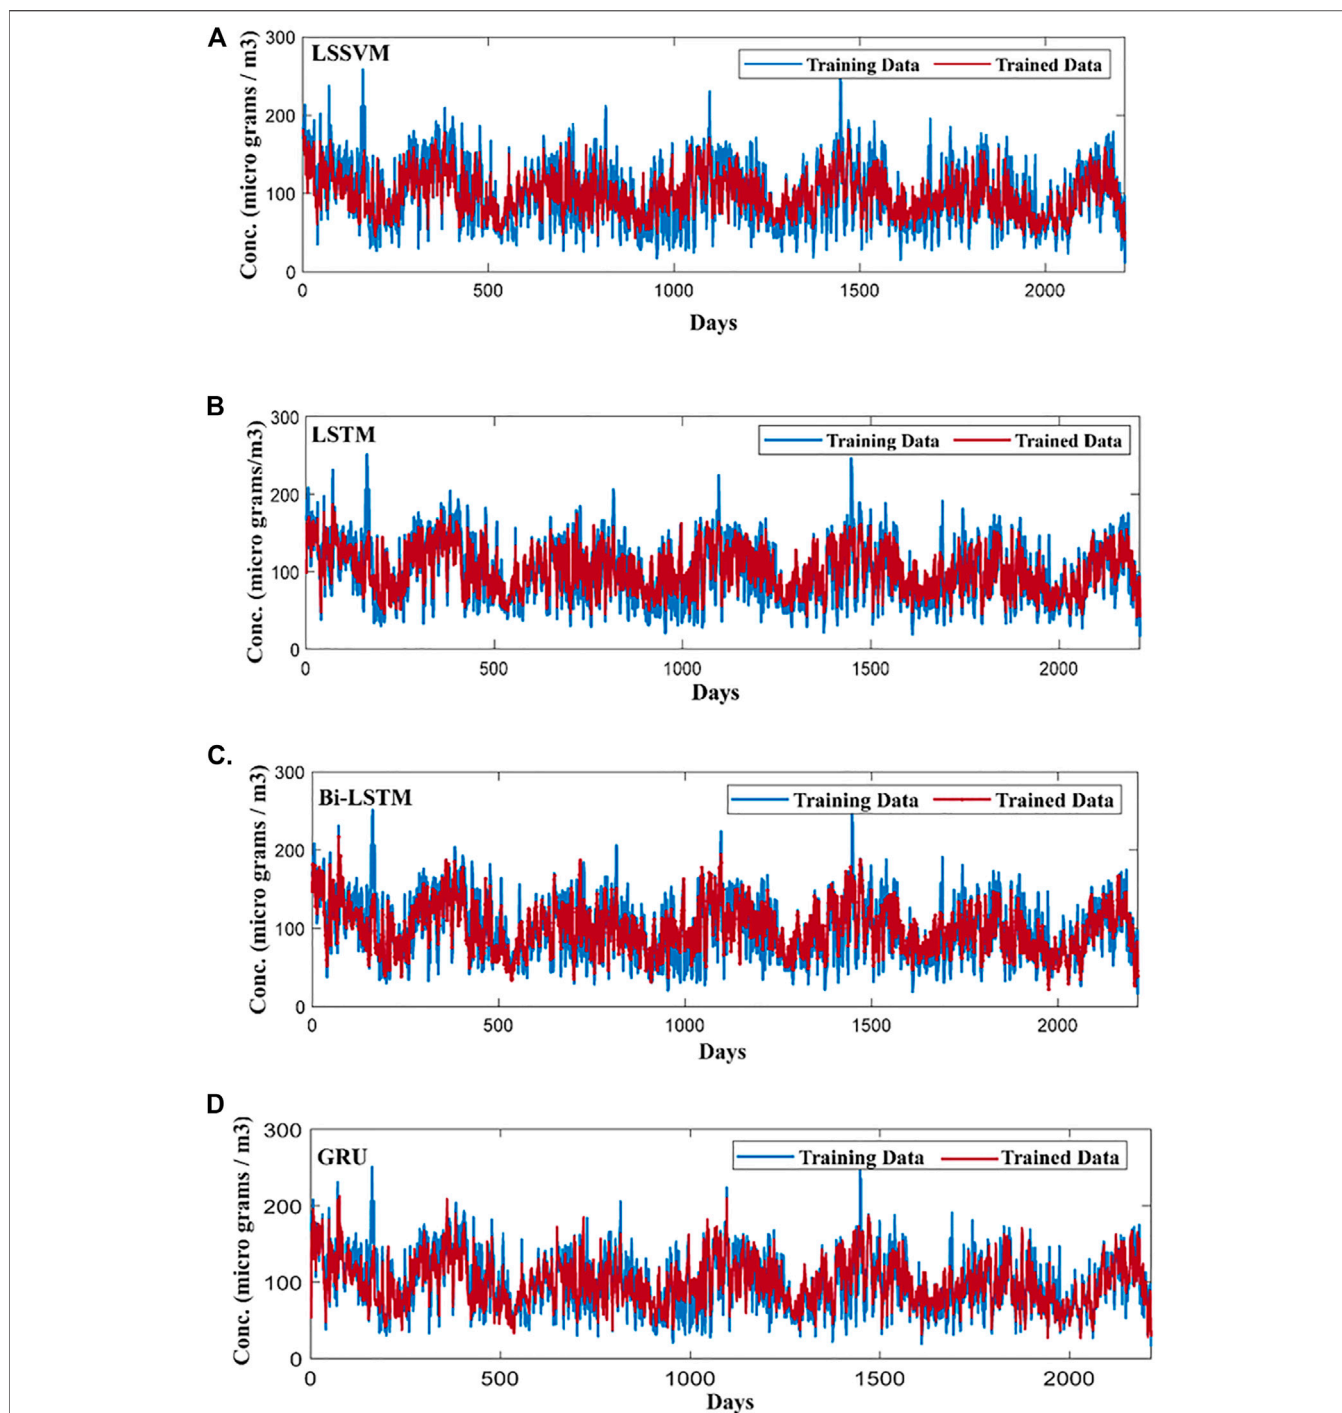 A
LSSVM
Training Data
Trained Data
Conc. (micro grams / m3)
300
200
100
0
0
500
1000
1500
2000
Days
B
LSTM
Training Data
Trained Data
Conc. (micro grams/m3)
300
200
100
0
0
500
1000
1500
2000
Days
C.
Bi-LSTM
Training Data
Trained Data
Conc. (micro grams / m3)
300
200
100
0
0
500
1000
1500
2000
Days
D
GRU
Training Data
Trained Data
Conc. (micro grams / m3)
300
200
100
0
0
500
1000
1500
2000
Days